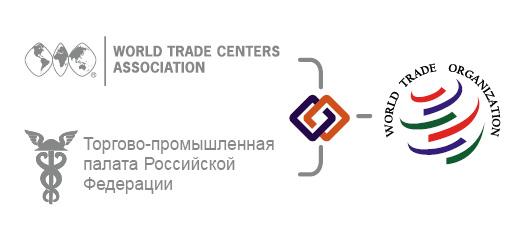 WORLD TRADE CENTERS
ASSOCIATION
®
Торгово-промышленная
палата Российской
Федерации
WORLD TRADE ORGANIZATION